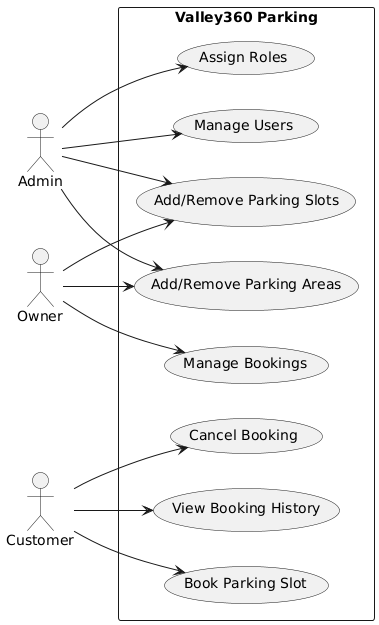 Valley360 Parking
Assign Roles
Manage Users
Admin
Add/Remove Parking Slots
Add/Remove Parking Areas
Owner
Manage Bookings
Cancel Booking
View Booking History
Customer
Book Parking Slot